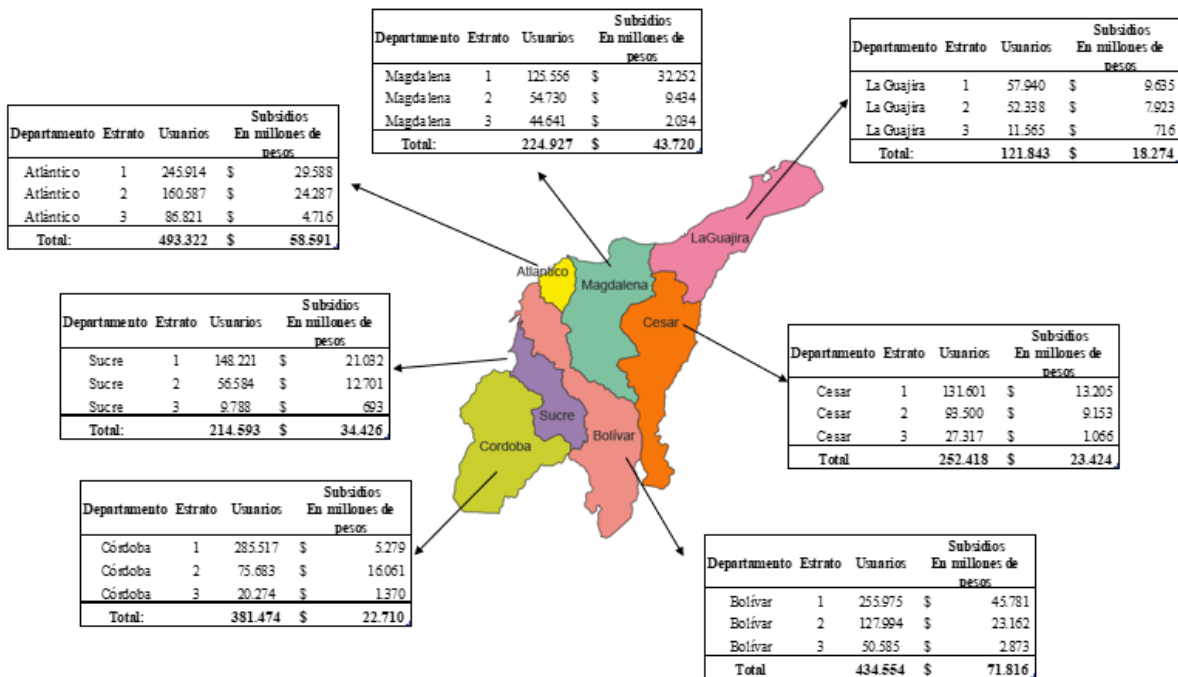 Departamento Estrato Usuarios Subsidios En millones de pesos
Magdalena 1 125.556 $ 32.252
Magdalena 2 54.730 $ 9.434
Magdalena 3 44.641 $ 2.034
Total: 224.927 $ 43.720
Departamento Estrato Usuarios Subsidios En millones de pesos
La Guajira 1 57.940 $ 9.635
La Guajira 2 52.338 $ 7.923
La Guajira 3 11.565 $ 716
Total: 121.843 $ 18.274
Departamento Estrato Usuarios Subsidios En millones de pesos
Atlántico 1 245.914 $ 29.588
Atlántico 2 160.587 $ 24.287
Atlántico 3 86.821 $ 4.716
Total: 493.322 $ 58.591
LaGuajira
Atlántico
Magdalena
Cesar
Sucre
Bolívar
Cordoba
Departamento Estrato Usuarios Subsidios En millones de pesos
Sucre 1 148.221 $ 21.032
Sucre 2 56.584 $ 12.701
Sucre 3 9.788 $ 693
Total: 214.593 $ 34.426
Departamento Estrato Usuarios Subsidios En millones de pesos
Cesar 1 131.601 $ 13.205
Cesar 2 93.500 $ 9.153
Cesar 3 27.317 $ 1.066
Total 252.418 $ 23.424
Departamento Estrato Usuarios Subsidios En millones de pesos
Córdoba 1 285.517 $ 5.279
Córdoba 2 75.683 $ 16.061
Córdoba 3 20.274 $ 1.370
Total: 381.474 $ 22.710
Departamento Estrato Usuarios Subsidios En millones de pesos
Bolívar 1 255.975 $ 45.781
Bolívar 2 127.994 $ 23.162
Bolívar 3 50.585 $ 2.873
Total 434.554 $ 71.816